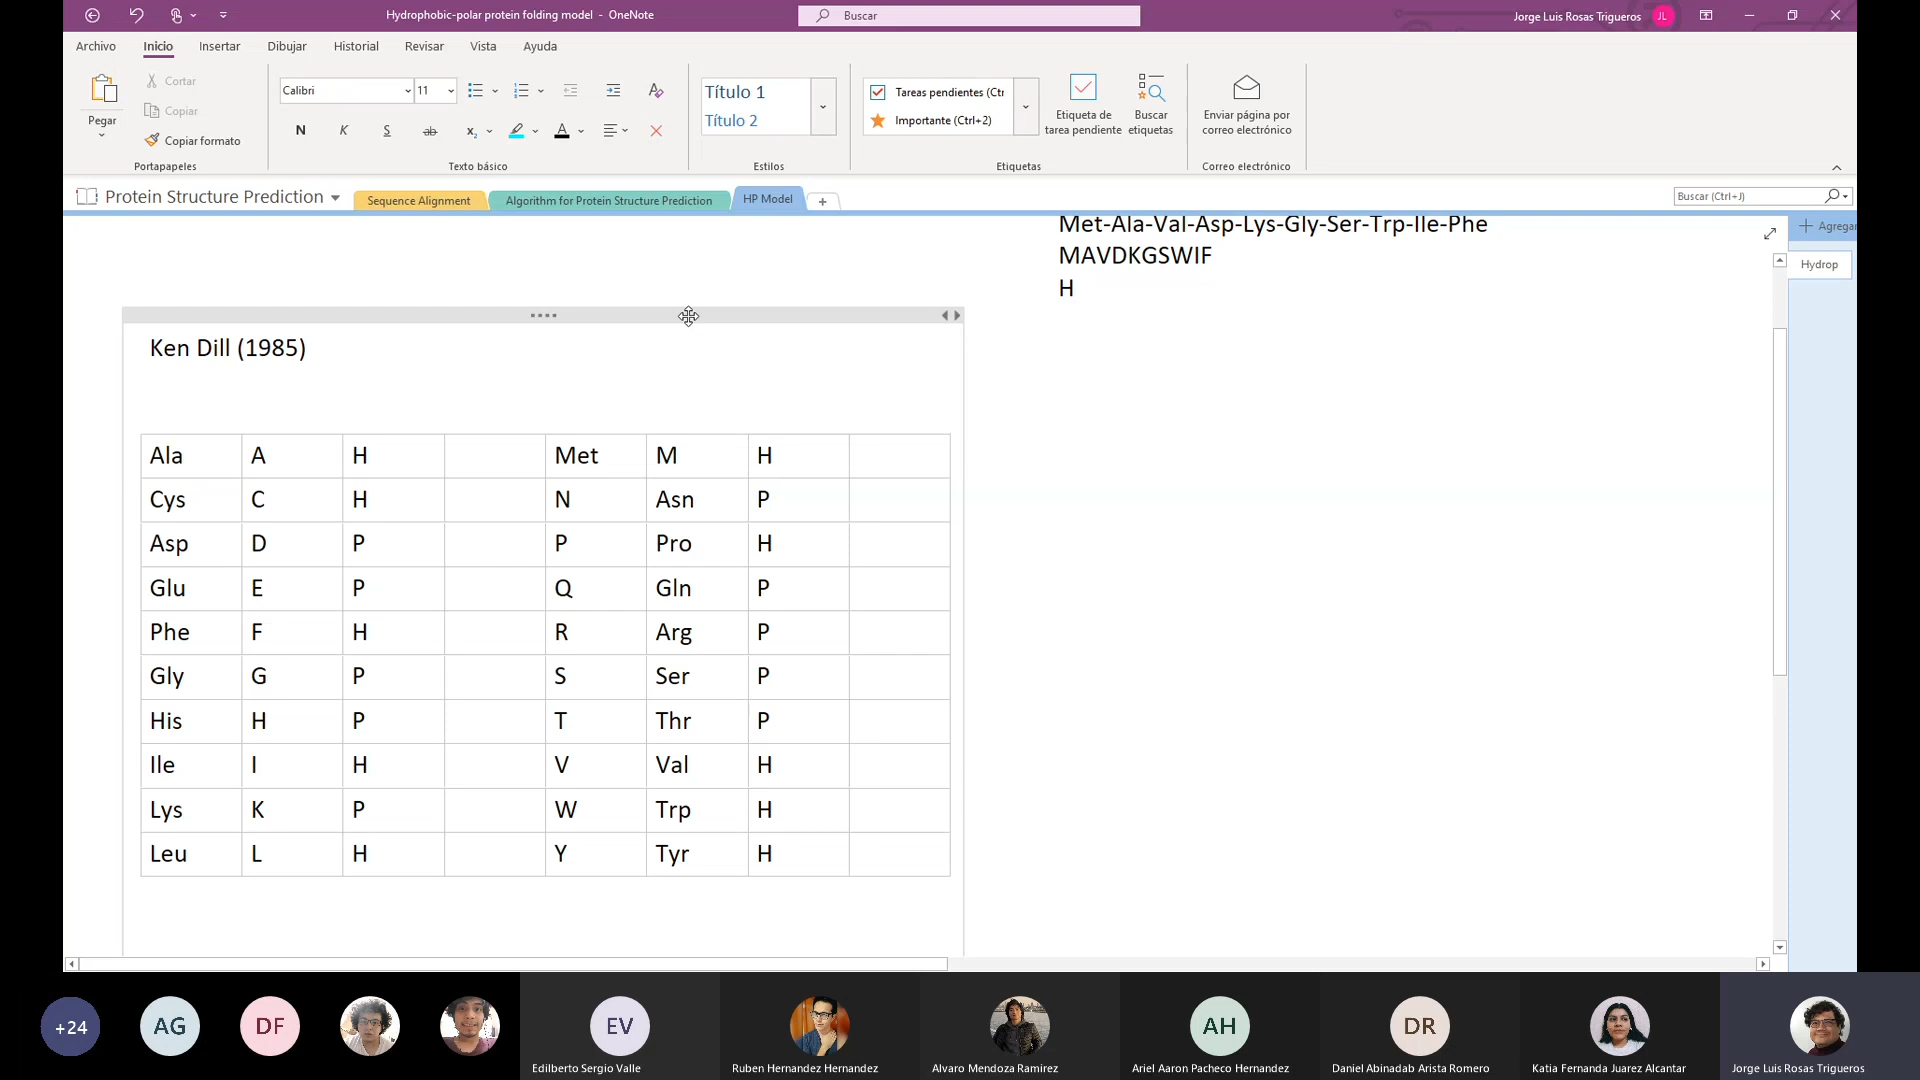 Hydrophobic-polar protein folding model - OneNote
Buscar
Jorge Luis Rosas Trigueros
JL
Archivo
Inicio
Insertar
Dibujar
Historial
Revisar
Vista
Ayuda
Pegar
Cortar
Copiar
Copiar formato
Portapapeles
Calibri
11
N
K
S
ab
x₂
A
Texto básico
Título 1
Título 2
Estilos
Tareas pendientes (Ctr
Importante (Ctrl+2)
Etiqueta de
tarea pendiente
Buscar
etiquetas
Etiquetas
Enviar página por
correo electrónico
Correo electrónico
Protein Structure Prediction
Sequence Alignment
Algorithm for Protein Structure Prediction
HP Model
Buscar (Ctrl+J)
Agregar
Hydrop
Met-Ala-Val-Asp-Lys-Gly-Ser-Trp-Ile-Phe
MAVDKGSWIF
H
Ken Dill (1985)
Ala A H Met M H
Cys C H N Asn P
Asp D P P Pro H
Glu E P Q Gln P
Phe F H R Arg P
Gly G P S Ser P
His H P T Thr P
Ile I H V Val H
Lys K P W Trp H
Leu L H Y Tyr H
+24
AG
DF
EV
AH
DR
Edilberto Sergio Valle
Ruben Hernandez Hernandez
Alvaro Mendoza Ramirez
Ariel Aaron Pacheco Hernandez
Daniel Abinadab Arista Romero
Katia Fernanda Juarez Alcantar
Jorge Luis Rosas Trigueros